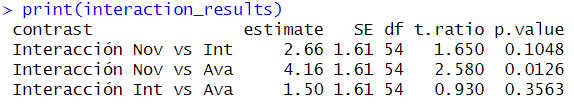 > print(interaction_results)
contrast estimate SE df t.ratio p.value
Interacción Nov vs Int 2.66 1.61 54 1.650 0.1048
Interacción Nov vs Ava 4.16 1.61 54 2.580 0.0126
Interacción Int vs Ava 1.50 1.61 54 0.930 0.3563